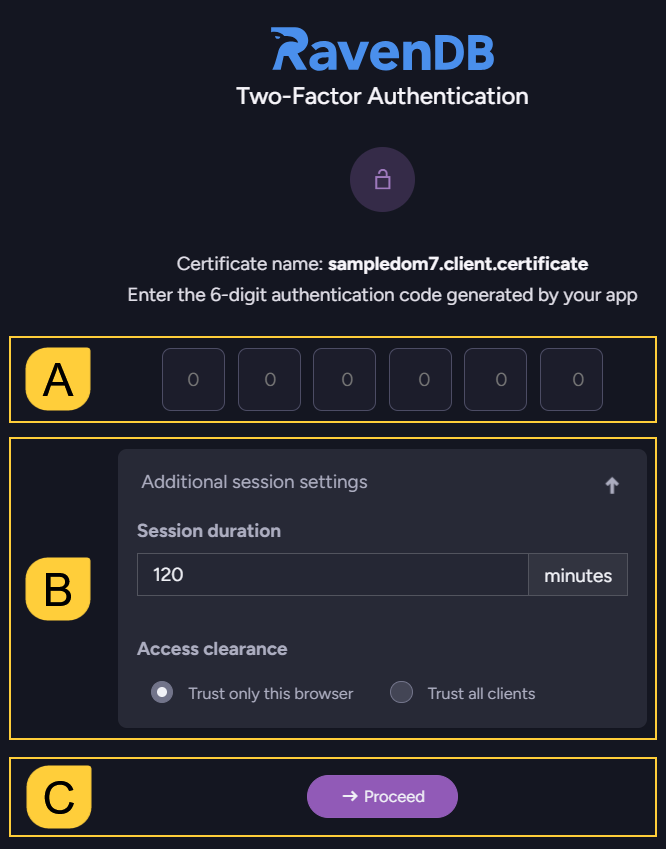 RavenDB
Two-Factor Authentication
Certificate name: sampledom7.client.certificate
Enter the 6-digit authentication code generated by your app
A
0 0 0 0 0 0
Additional session settings
Session duration
B
120 minutes
Access clearance
Trust only this browser Trust all clients
C
Proceed